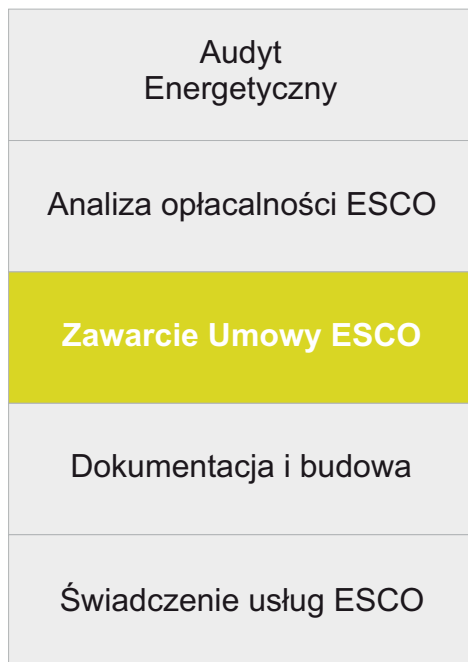 Audyt
Energetyczny
Analiza opłacalności ESCO
Zawarcie Umowy ESCO
Dokumentacja i budowa
Świadczenie usług ESCO